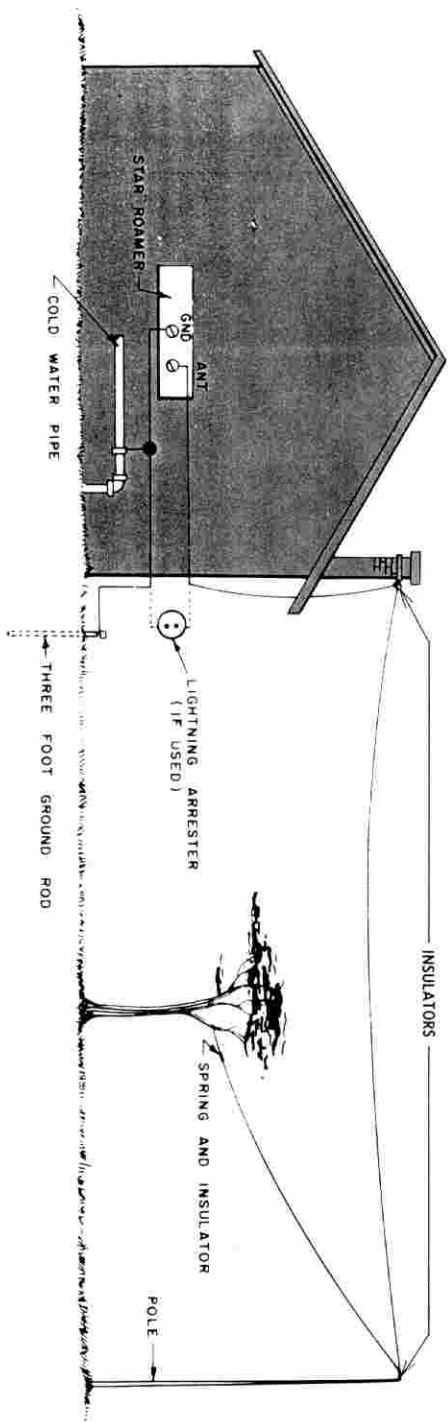 INSULATORS
STAR ROAMER
GND
ANT
COLD WATER PIPE
LIGHTNING ARRESTER
(IF USED)
THREE FOOT GROUND ROD
SPRING AND INSULATOR
POLE